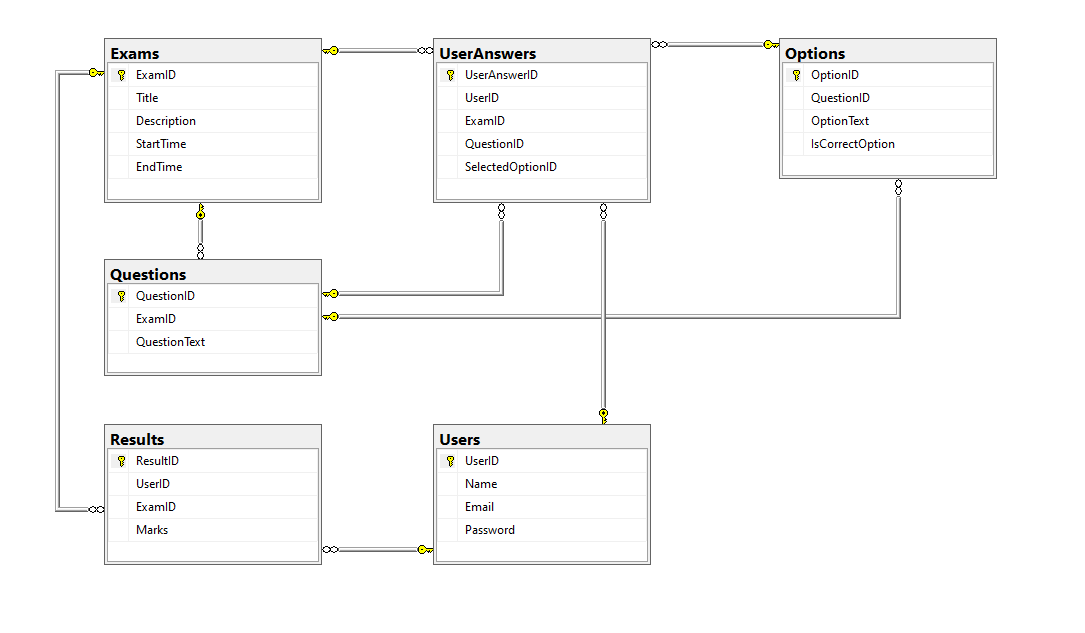 Exams
ExamID
Title
Description
StartTime
EndTime
UserAnswers
UserAnswerID
UserID
ExamID
QuestionID
SelectedOptionID
Options
OptionID
QuestionID
OptionText
IsCorrectOption
Questions
QuestionID
ExamID
QuestionText
Results
ResultID
UserID
ExamID
Marks
Users
UserID
Name
Email
Password